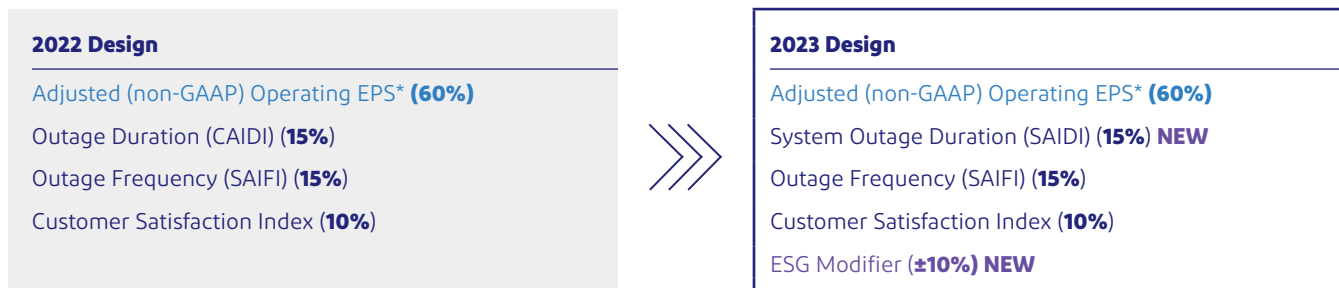 2022 Design
Adjusted (non-GAAP) Operating EPS* (60%)
Outage Duration (CAIDI) (15%)
Outage Frequency (SAIFI) (15%)
Customer Satisfaction Index (10%)
2023 Design
Adjusted (non-GAAP) Operating EPS* (60%)
System Outage Duration (SAIDI) (15%) NEW
Outage Frequency (SAIFI) (15%)
Customer Satisfaction Index (10%)
ESG Modifier (±10%) NEW